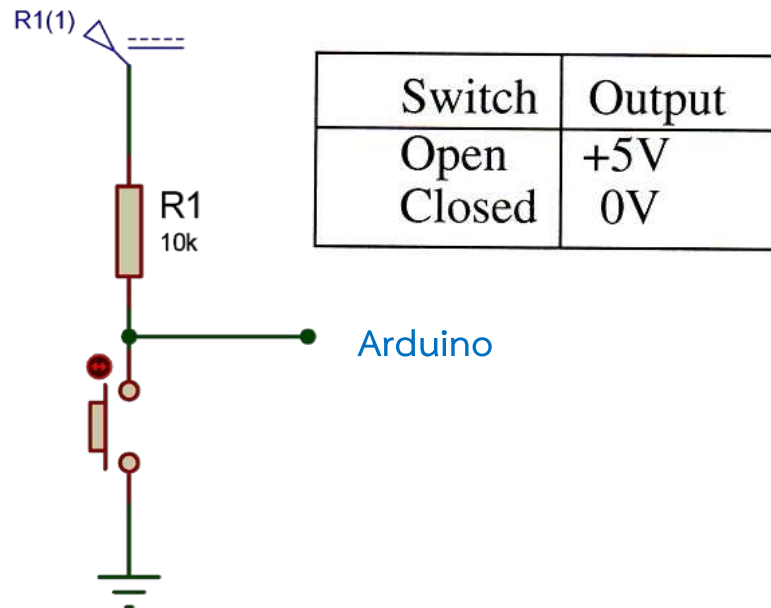 R1(1)
Switch Output
Open +5V
Closed 0V
R1
10k
Arduino